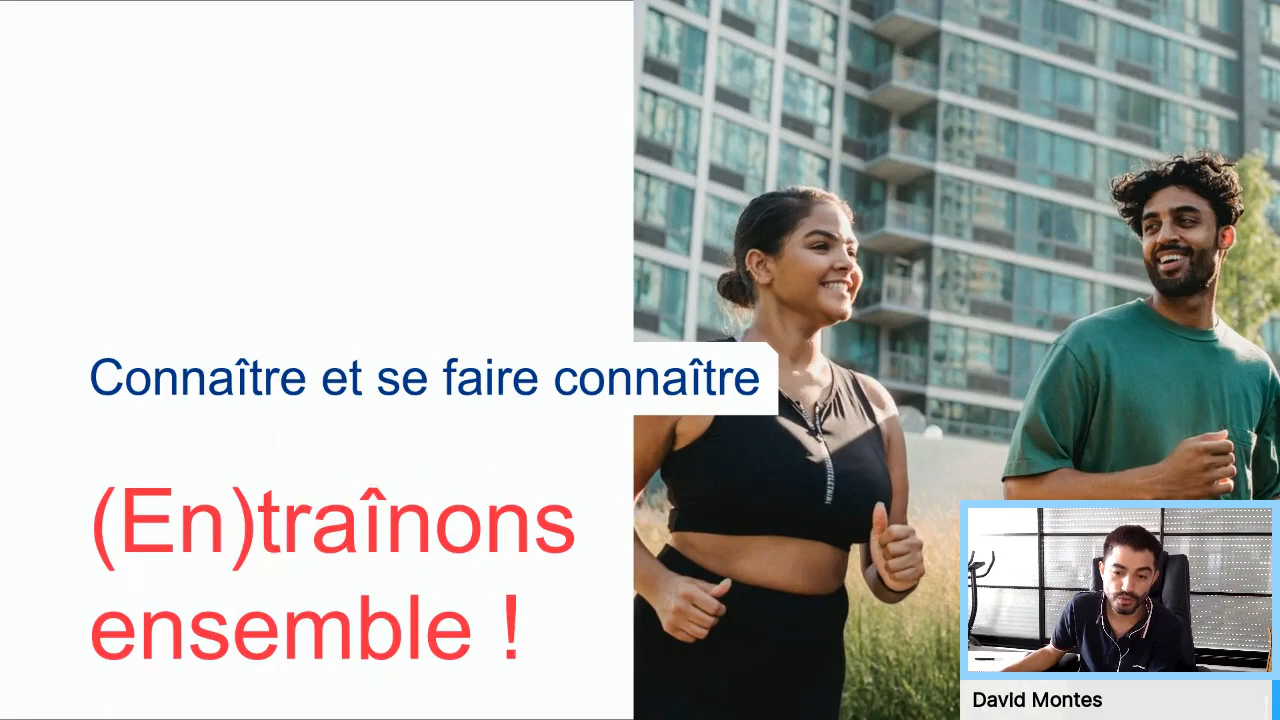 Connaître et se faire connaître
(En)traînons
ensemble !
David Montes